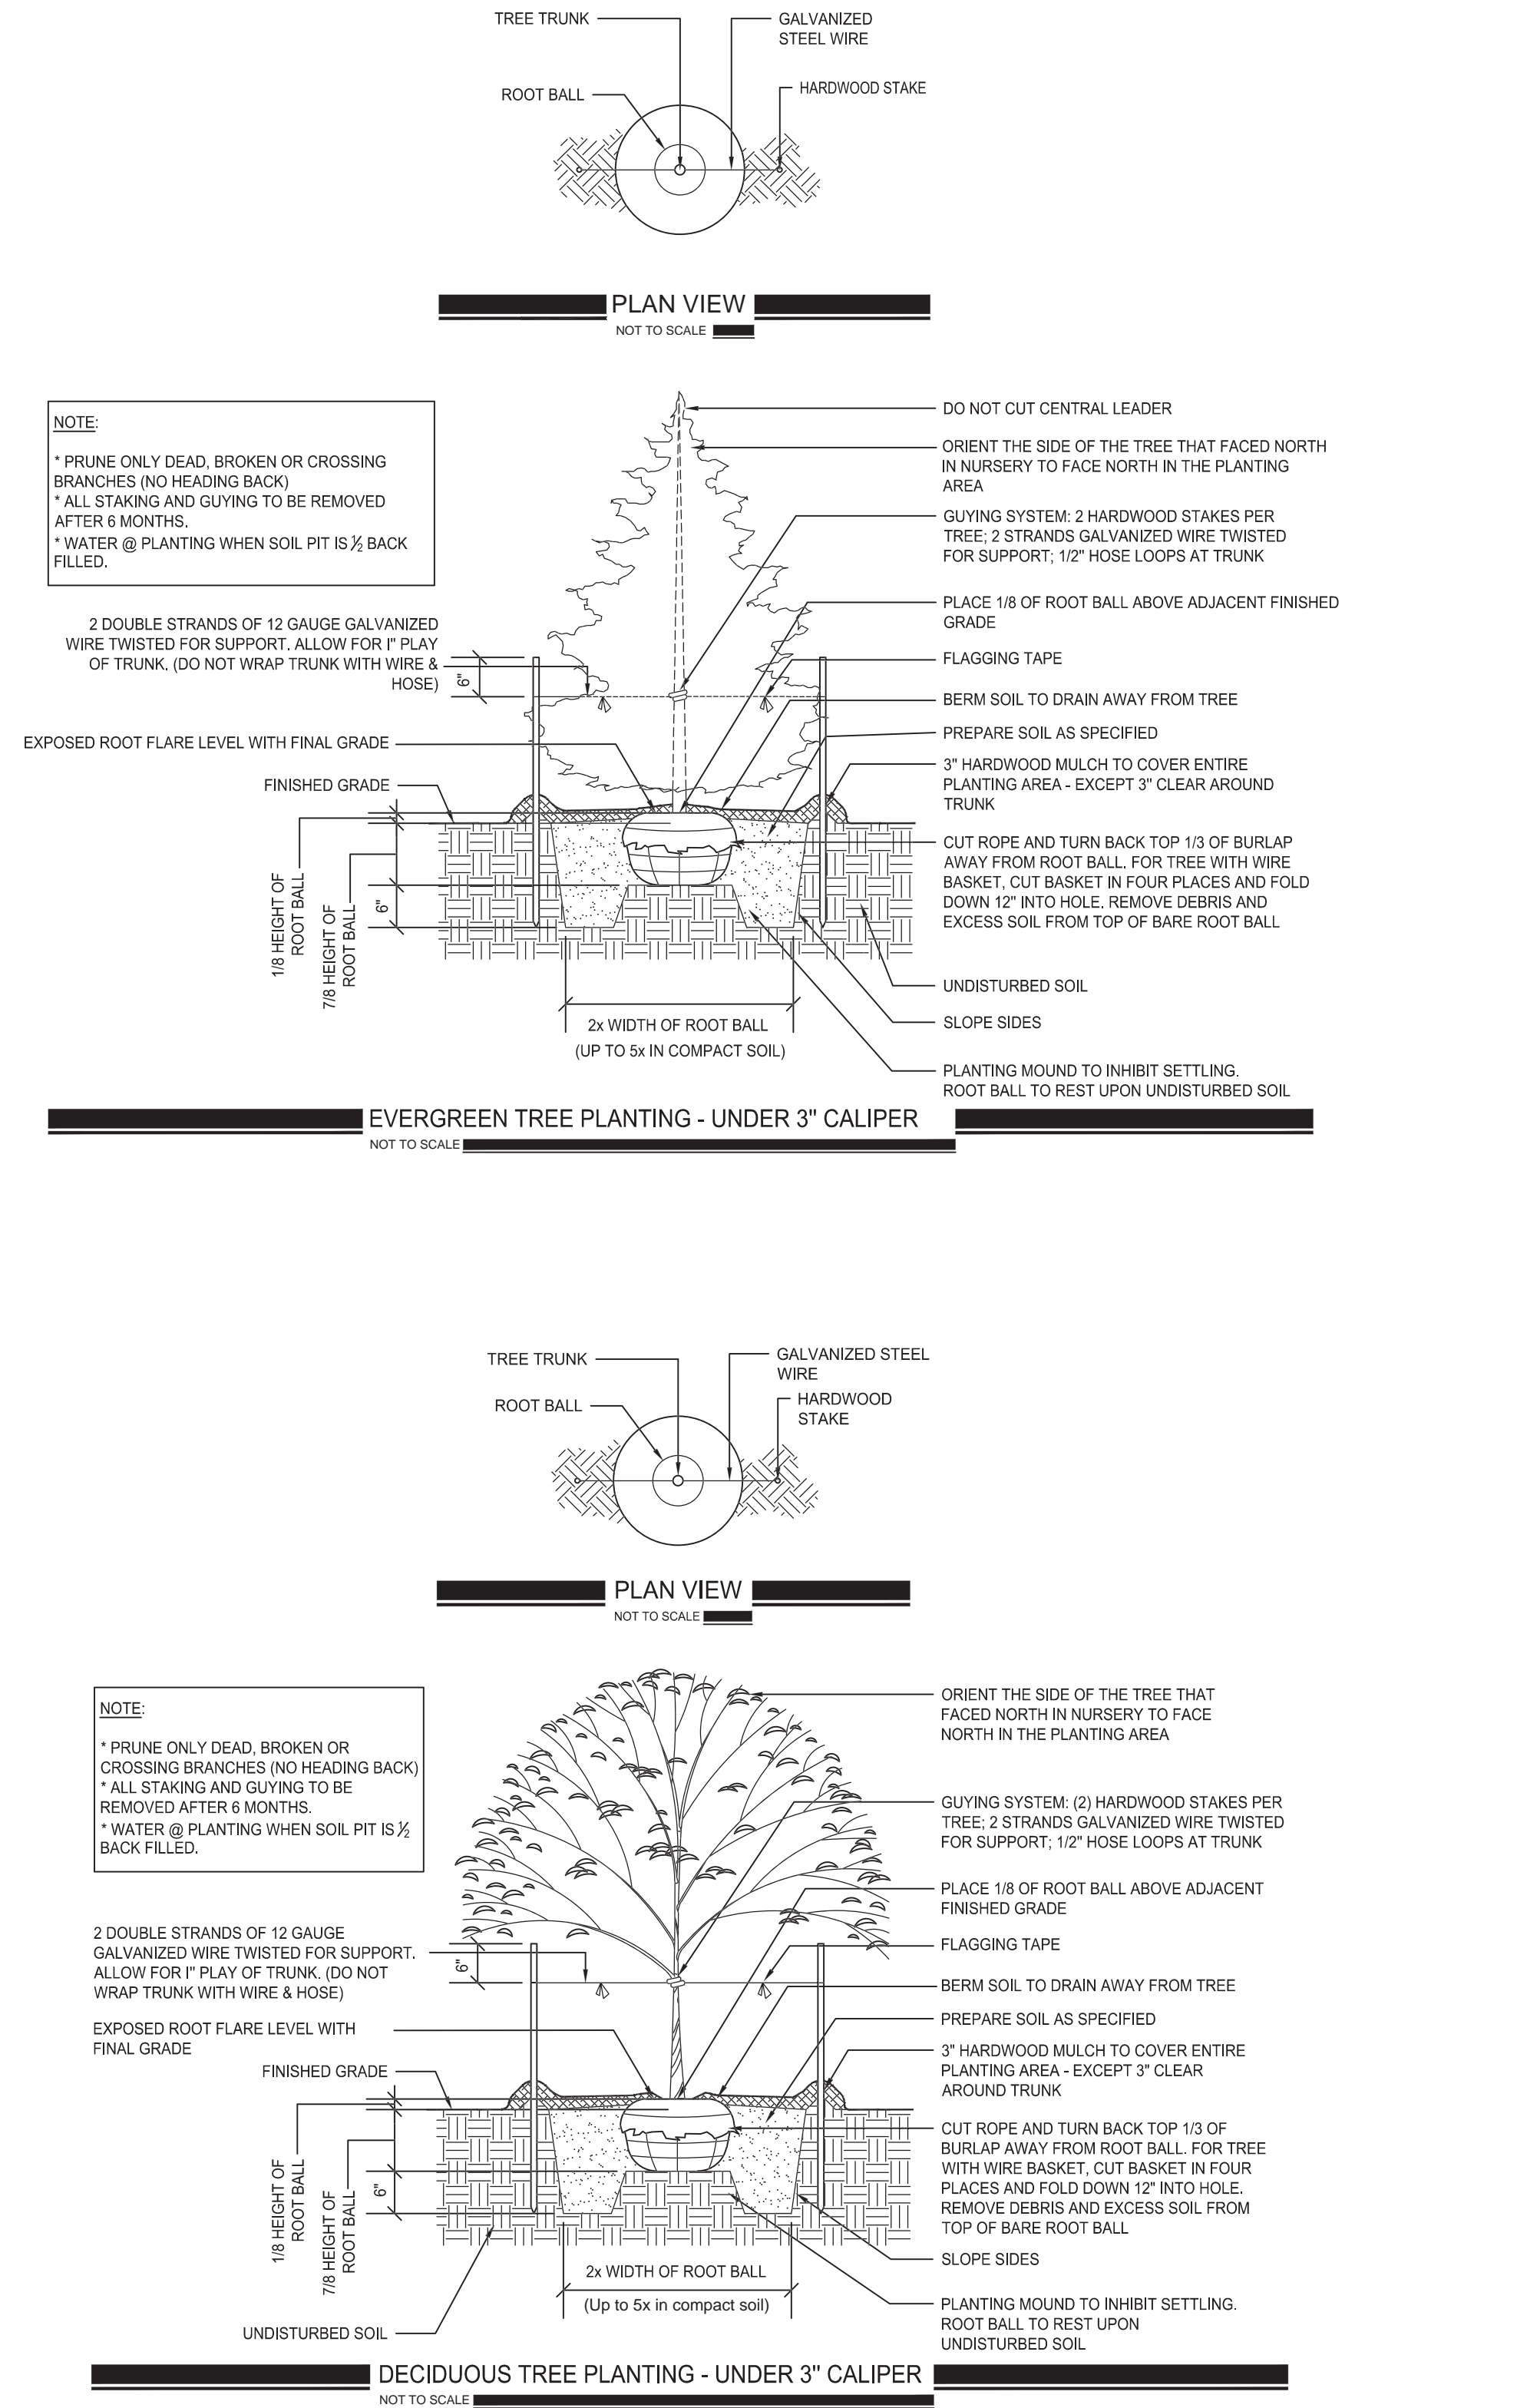 TREE TRUNK
GALVANIZED
STEEL WIRE
HARDWOOD STAKE
ROOT BALL
PLAN VIEW
NOT TO SCALE
NOTE:
* PRUNE ONLY DEAD, BROKEN OR CROSSING
BRANCHES (NO HEADING BACK)
* ALL STAKING AND GUYING TO BE REMOVED
AFTER 6 MONTHS.
* WATER @ PLANTING WHEN SOIL PIT IS ½ BACK
FILLED.
2 DOUBLE STRANDS OF 12 GAUGE GALVANIZED
WIRE TWISTED FOR SUPPORT. ALLOW FOR I" PLAY
OF TRUNK. (DO NOT WRAP TRUNK WITH WIRE &
HOSE)
6"
EXPOSED ROOT FLARE LEVEL WITH FINAL GRADE
FINISHED GRADE
1/8 HEIGHT OF
ROOT BALL
7/8 HEIGHT OF
ROOT BALL
6"
DO NOT CUT CENTRAL LEADER
ORIENT THE SIDE OF THE TREE THAT FACED NORTH
IN NURSERY TO FACE NORTH IN THE PLANTING
AREA
GUYING SYSTEM: 2 HARDWOOD STAKES PER
TREE; 2 STRANDS GALVANIZED WIRE TWISTED
FOR SUPPORT; 1/2" HOSE LOOPS AT TRUNK
PLACE 1/8 OF ROOT BALL ABOVE ADJACENT FINISHED
GRADE
FLAGGING TAPE
BERM SOIL TO DRAIN AWAY FROM TREE
PREPARE SOIL AS SPECIFIED
3" HARDWOOD MULCH TO COVER ENTIRE
PLANTING AREA - EXCEPT 3" CLEAR AROUND
TRUNK
CUT ROPE AND TURN BACK TOP 1/3 OF BURLAP
AWAY FROM ROOT BALL. FOR TREE WITH WIRE
BASKET, CUT BASKET IN FOUR PLACES AND FOLD
DOWN 12" INTO HOLE. REMOVE DEBRIS AND
EXCESS SOIL FROM TOP OF BARE ROOT BALL
UNDISTURBED SOIL
SLOPE SIDES
PLANTING MOUND TO INHIBIT SETTLING.
ROOT BALL TO REST UPON UNDISTURBED SOIL
2x WIDTH OF ROOT BALL
(UP TO 5x IN COMPACT SOIL)
EVERGREEN TREE PLANTING - UNDER 3" CALIPER
NOT TO SCALE
TREE TRUNK
GALVANIZED STEEL
WIRE
HARDWOOD
STAKE
ROOT BALL
PLAN VIEW
NOT TO SCALE
NOTE:
* PRUNE ONLY DEAD, BROKEN OR
CROSSING BRANCHES (NO HEADING BACK)
* ALL STAKING AND GUYING TO BE
REMOVED AFTER 6 MONTHS.
* WATER @ PLANTING WHEN SOIL PIT IS ½
BACK FILLED.
2 DOUBLE STRANDS OF 12 GAUGE
GALVANIZED WIRE TWISTED FOR SUPPORT.
ALLOW FOR I" PLAY OF TRUNK. (DO NOT
WRAP TRUNK WITH WIRE & HOSE)
6"
EXPOSED ROOT FLARE LEVEL WITH
FINAL GRADE
FINISHED GRADE
1/8 HEIGHT OF
ROOT BALL
7/8 HEIGHT OF
ROOT BALL
6"
UNDISTURBED SOIL
ORIENT THE SIDE OF THE TREE THAT
FACED NORTH IN NURSERY TO FACE
NORTH IN THE PLANTING AREA
GUYING SYSTEM: (2) HARDWOOD STAKES PER
TREE; 2 STRANDS GALVANIZED WIRE TWISTED
FOR SUPPORT; 1/2" HOSE LOOPS AT TRUNK
PLACE 1/8 OF ROOT BALL ABOVE ADJACENT
FINISHED GRADE
FLAGGING TAPE
BERM SOIL TO DRAIN AWAY FROM TREE
PREPARE SOIL AS SPECIFIED
3" HARDWOOD MULCH TO COVER ENTIRE
PLANTING AREA - EXCEPT 3" CLEAR
AROUND TRUNK
CUT ROPE AND TURN BACK TOP 1/3 OF
BURLAP AWAY FROM ROOT BALL. FOR TREE
WITH WIRE BASKET, CUT BASKET IN FOUR
PLACES AND FOLD DOWN 12" INTO HOLE.
REMOVE DEBRIS AND EXCESS SOIL FROM
TOP OF BARE ROOT BALL
SLOPE SIDES
PLANTING MOUND TO INHIBIT SETTLING.
ROOT BALL TO REST UPON
UNDISTURBED SOIL
2x WIDTH OF ROOT BALL
(Up to 5x in compact soil)
DECIDUOUS TREE PLANTING - UNDER 3" CALIPER
NOT TO SCALE